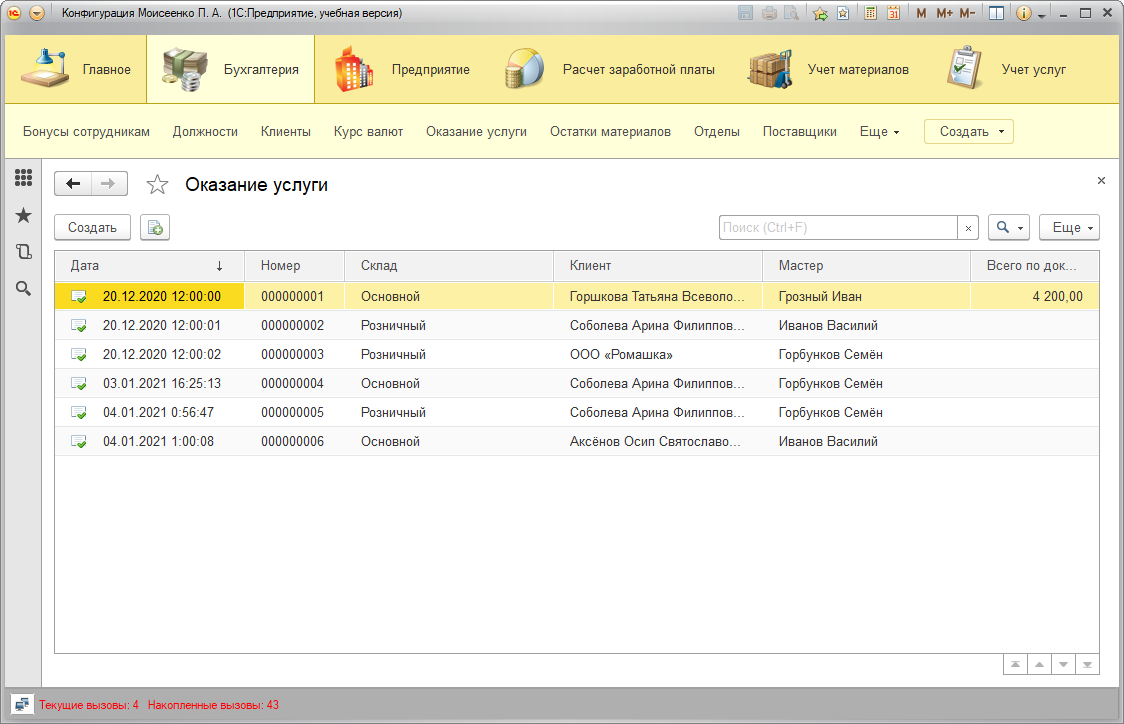 Конфигурация Моисеенко П. А. (1С:Предприятие, учебная версия) 31 M M+ M-
Главное Бухгалтерия Предприятие Расчет заработной платы Учет материалов Учет услуг
Бонусы сотрудникам Должности Клиенты Курс валют Оказание услуги Остатки материалов Отделы Поставщики Еще Создать
Оказание услуги
Создать Поиск (Ctrl+F) × Еще
Дата ↓ Номер Склад Клиент Мастер Всего по док...
20.12.2020 12:00:00 000000001 Основной Горшкова Татьяна Всеволо... Грозный Иван 4 200,00
20.12.2020 12:00:01 000000002 Розничный Соболева Арина Филиппов... Иванов Василий
20.12.2020 12:00:02 000000003 Розничный ООО «Ромашка» Горбунков Семён
03.01.2021 16:25:13 000000004 Основной Соболева Арина Филиппов... Горбунков Семён
04.01.2021 0:56:47 000000005 Розничный Соболева Арина Филиппов... Горбунков Семён
04.01.2021 1:00:08 000000006 Основной Аксёнов Осип Святославо... Иванов Василий
Текущие вызовы: 4 Накопленные вызовы: 43